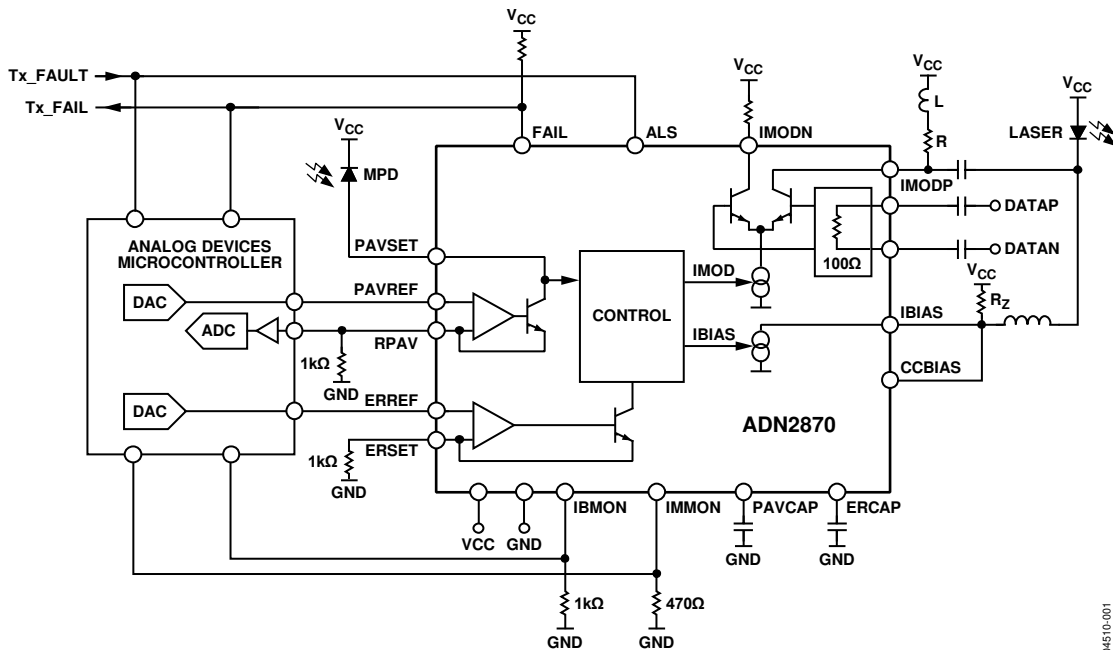 VCC
Tx_FAULT
Tx_FAIL
VCC
VCC
VCC
L
R
LASER
VCC
FAIL
ALS
IMODN
MPD
IMODP
DATAP
DATAN
100Ω
ANALOG DEVICES
MICROCONTROLLER
PAVSET
DAC
PAVREF
ADC
RPAV
1kΩ
GND
CONTROL
IMOD
IBIAS
VCC
RZ
IBIAS
CCBIAS
DAC
ERREF
ERSET
1kΩ
GND
ADN2870
VCC
GND
IBMON
IMMON
PAVCAP
ERCAP
GND
GND
1kΩ
GND
470Ω
GND
04510-001